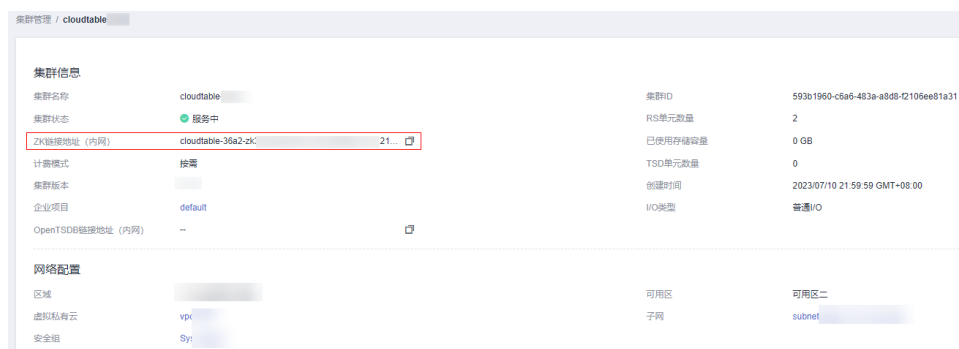 集群管理 / cloudtable
集群信息
集群名称 cloudtable 集群ID 593b1960-c6a6-483a-a8d8-f2106ee81a31
集群状态 服务中 RS单元数量 2
ZK链接地址（内网） cloudtable-36a2-zk 21... 已使用存储容量 0 GB
计费模式 按需 TSD单元数量 0
集群版本 创建时间 2023/07/10 21:59:59 GMT+08:00
企业项目 default I/O类型 普通I/O
OpenTSDB链接地址（内网） --
网络配置
区域 可用区 可用区二
虚拟私有云 vpc 子网 subnet
安全组 Sys